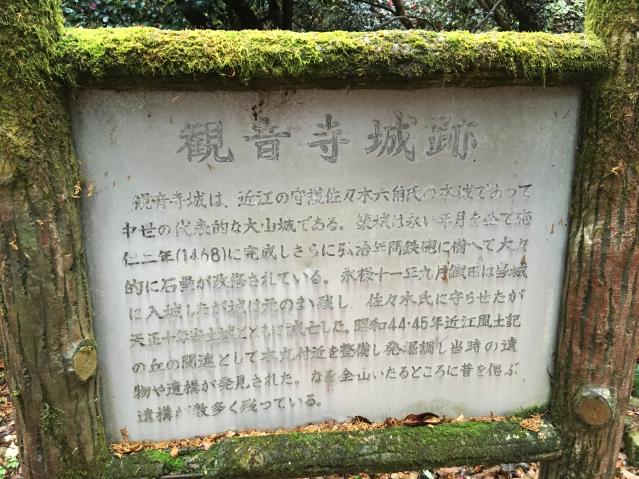 観音寺城跡
観音寺城は、近江の守護佐々木六角氏の本城であって
中世の代表的な大山城である。築城は永い年月を些て応
仁二年(1468)に完成しさらに弘治年間鉄砲に備へて大々
的に石塁が改修されている。永禄十一年九月織田は当城
に入城したが城は元のまゝ残し、佐々木氏に守らせたが
天正十年安土城とともに滅亡した。昭和44・45年近江風土記
の丘の関連として本丸付近を整備し発掘調し当時の遺
物や遺構が発見された。なを全山いたるところに昔を偲ぶ
遺構が数多く残っている。